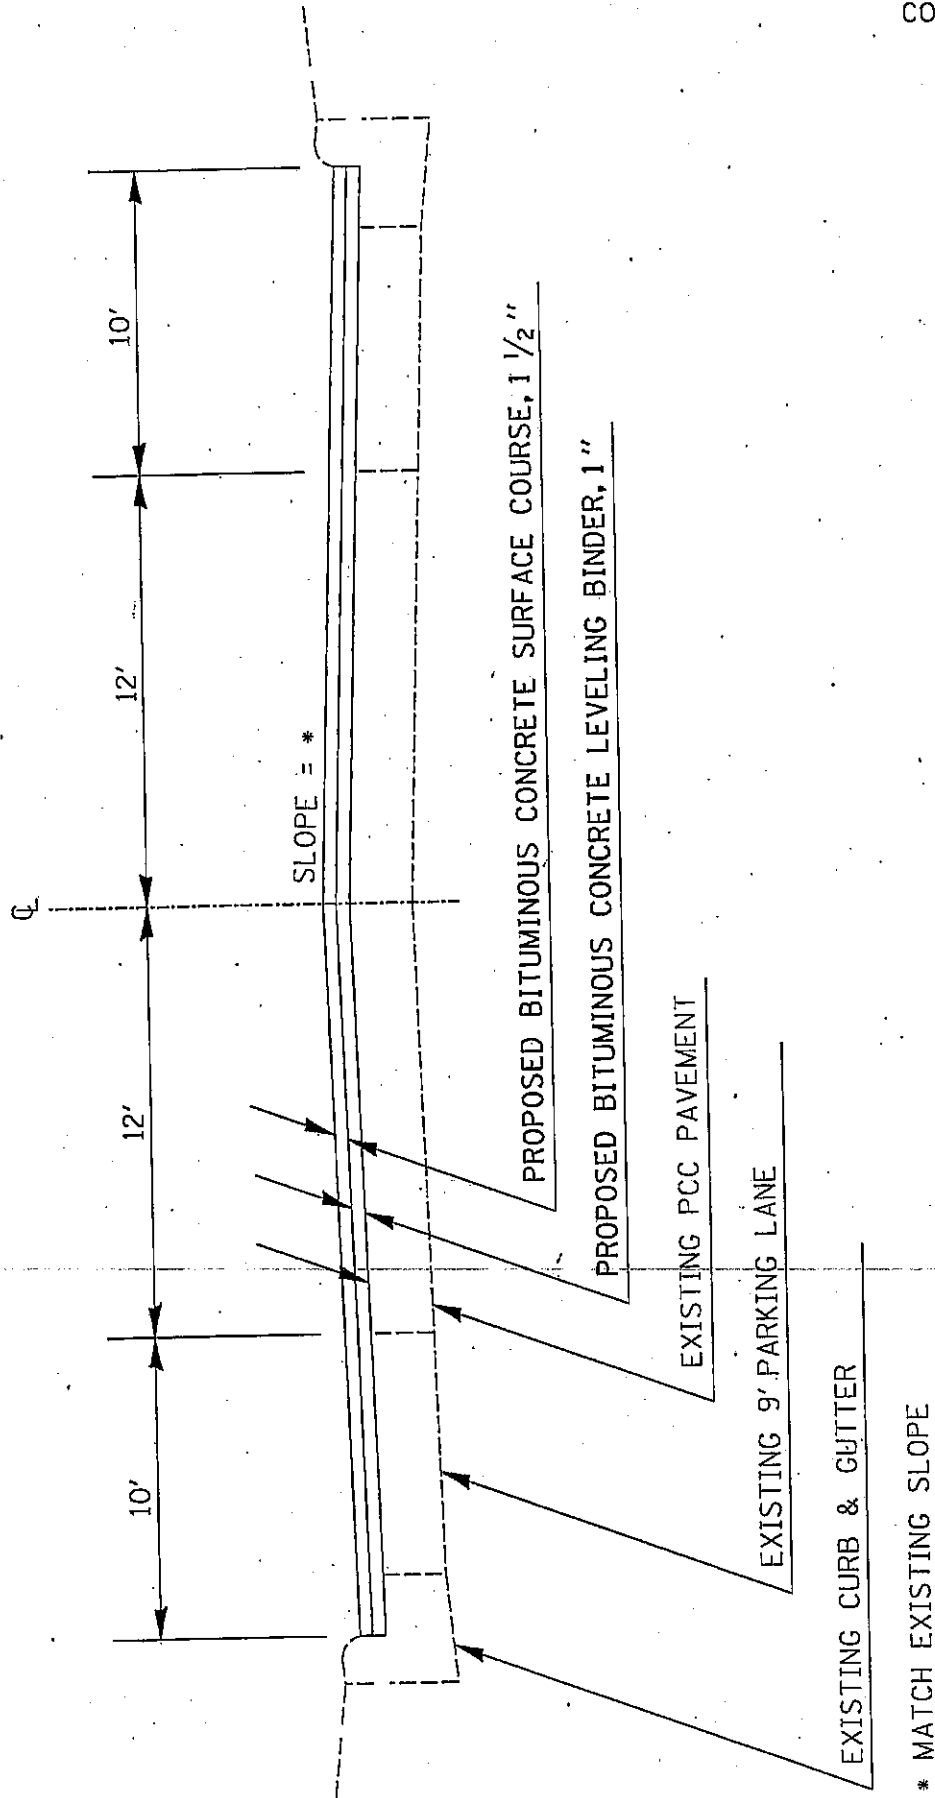 CO
10'
12'
12'
10'
℄
SLOPE = *
PROPOSED BITUMINOUS CONCRETE SURFACE COURSE, 1 1/2"
PROPOSED BITUMINOUS CONCRETE LEVELING BINDER, 1"
EXISTING PCC PAVEMENT
EXISTING 9' PARKING LANE
EXISTING CURB & GUTTER
* MATCH EXISTING SLOPE